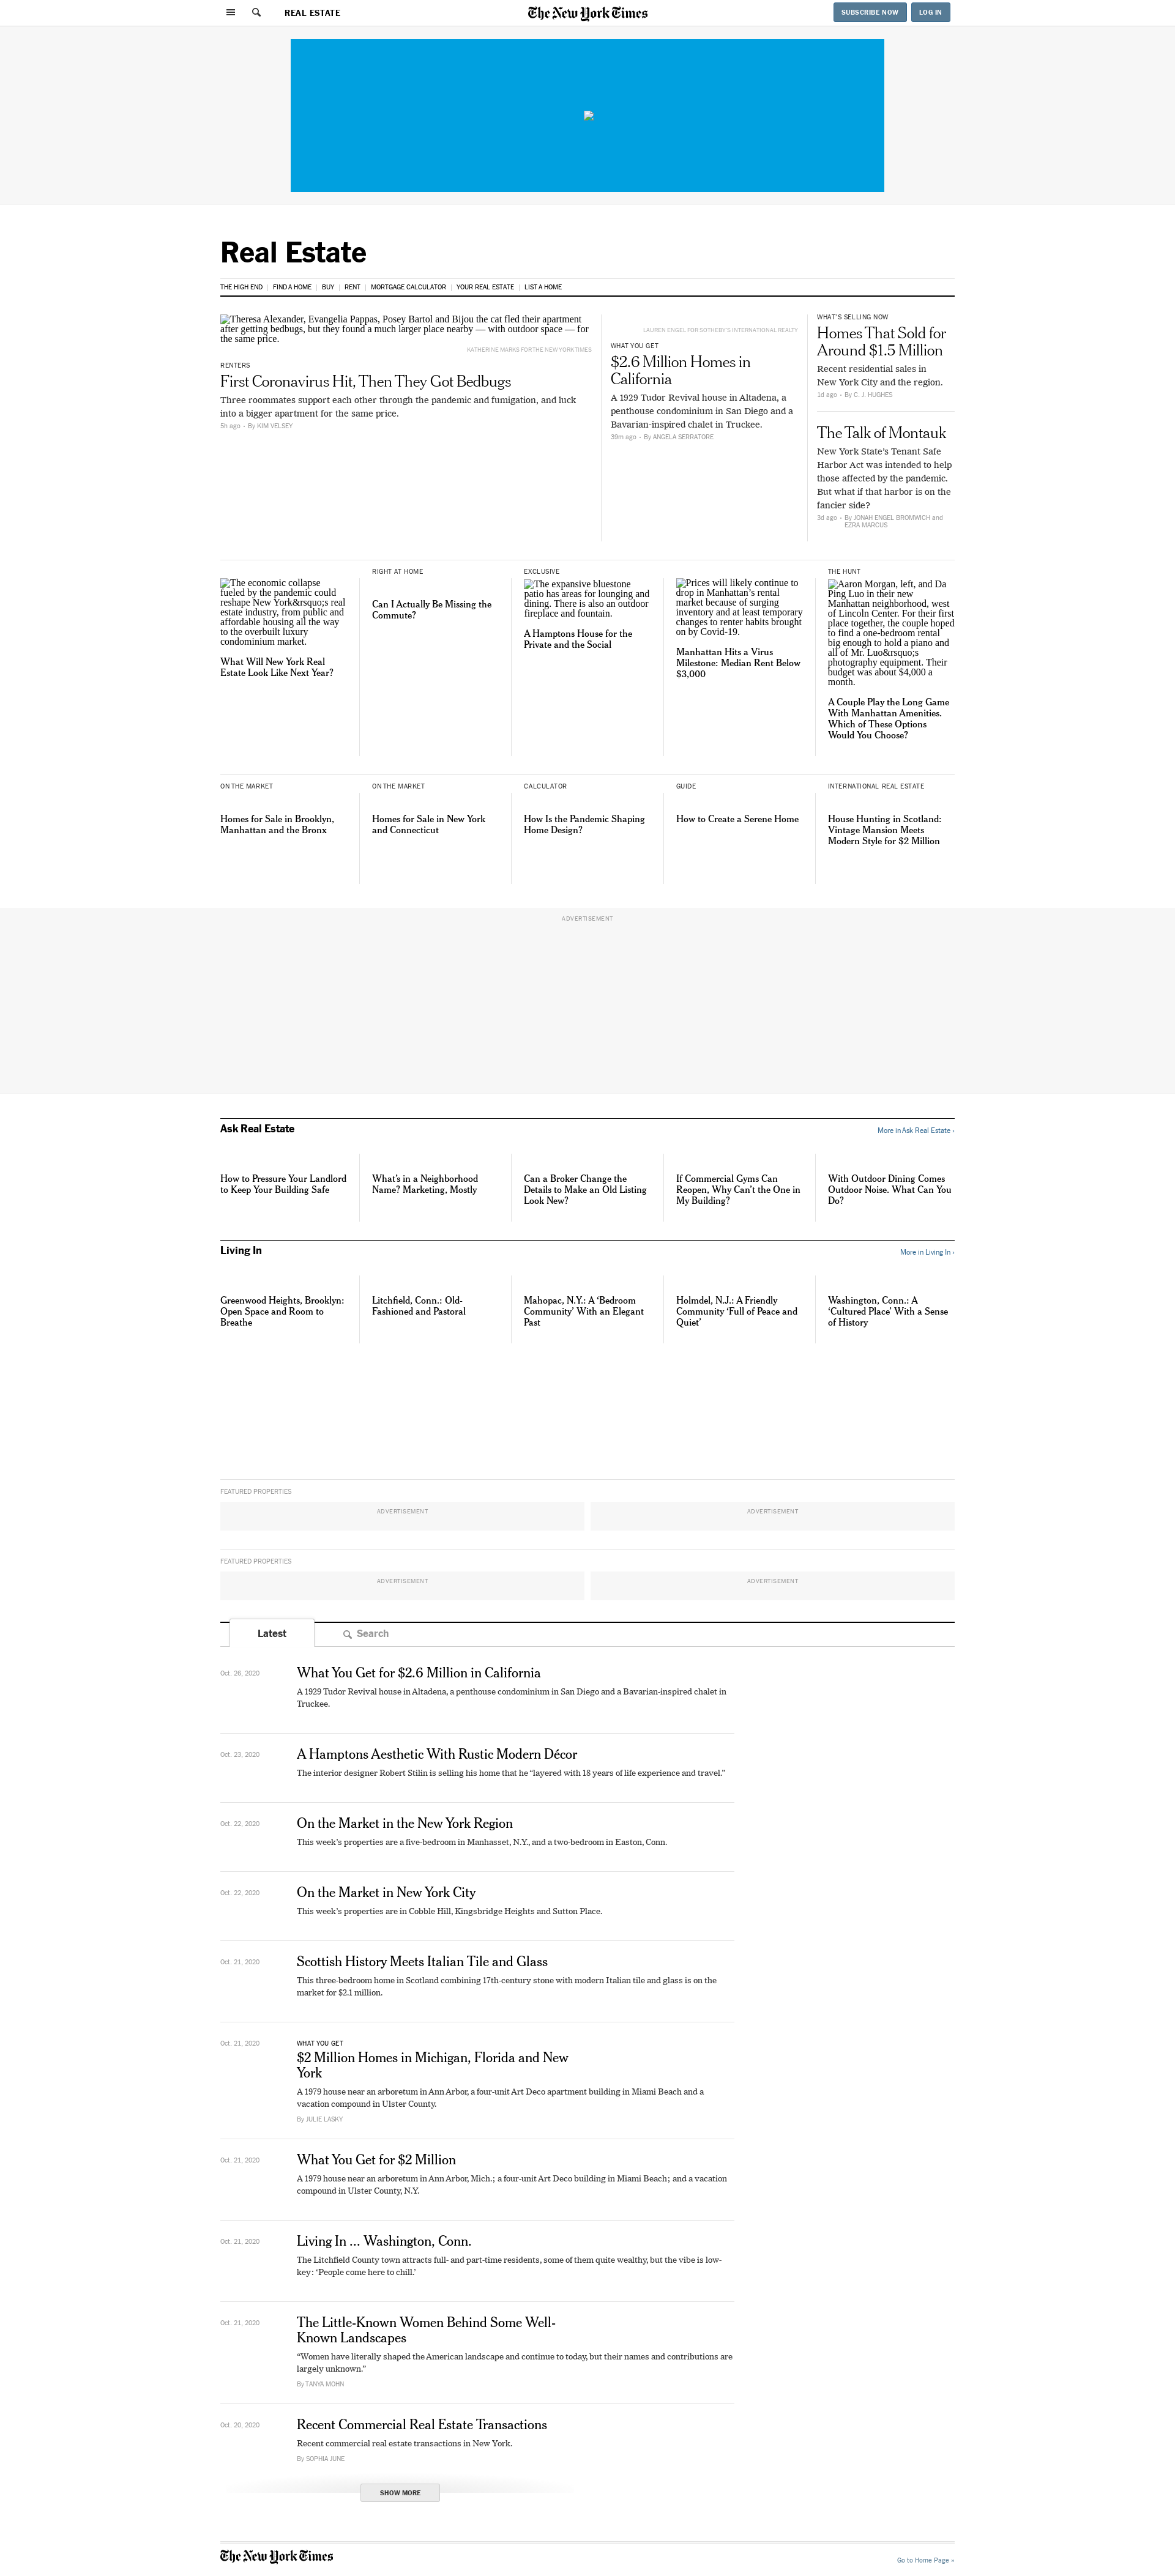 REAL ESTATE
The New York Times
SUBSCRIBE NOW
LOG IN
Real Estate
THE HIGH END
FIND A HOME
BUY
RENT
MORTGAGE CALCULATOR
YOUR REAL ESTATE
LIST A HOME
Theresa Alexander, Evangelia Pappas, Posey Bartol and Bijou the cat fled their apartment
after getting bedbugs, but they found a much larger place nearby — with outdoor space — for
the same price.
KATHERINE MARKS FOR THE NEW YORK TIMES
RENTERS
First Coronavirus Hit, Then They Got Bedbugs
Three roommates support each other through the pandemic and fumigation, and luck
into a bigger apartment for the same price.
5h ago • By KIM VELSEY
LAUREN ENGEL FOR SOTHEBY'S INTERNATIONAL REALTY
WHAT YOU GET
$2.6 Million Homes in
California
A 1929 Tudor Revival house in Altadena, a
penthouse condominium in San Diego and a
Bavarian-inspired chalet in Truckee.
39m ago • By ANGELA SERRATORE
WHAT'S SELLING NOW
Homes That Sold for
Around $1.5 Million
Recent residential sales in
New York City and the region.
1d ago • By C. J. HUGHES
The Talk of Montauk
New York State’s Tenant Safe
Harbor Act was intended to help
those affected by the pandemic.
But what if that harbor is on the
fancier side?
3d ago • By JONAH ENGEL BROMWICH and
EZRA MARCUS
The economic collapse
fueled by the pandemic could
reshape New York&rsquo;s real
estate industry, from public and
affordable housing all the way
to the overbuilt luxury
condominium market.
What Will New York Real
Estate Look Like Next Year?
RIGHT AT HOME
Can I Actually Be Missing the
Commute?
EXCLUSIVE
The expansive bluestone
patio has areas for lounging and
dining. There is also an outdoor
fireplace and fountain.
A Hamptons House for the
Private and the Social
Prices will likely continue to
drop in Manhattan’s rental
market because of surging
inventory and at least temporary
changes to renter habits brought
on by Covid-19.
Manhattan Hits a Virus
Milestone: Median Rent Below
$3,000
THE HUNT
Aaron Morgan, left, and Da
Ping Luo in their new
Manhattan neighborhood, west
of Lincoln Center. For their first
place together, the couple hoped
to find a one-bedroom rental
big enough to hold a piano and
all of Mr. Luo&rsquo;s
photography equipment. Their
budget was about $4,000 a
month.
A Couple Play the Long Game
With Manhattan Amenities.
Which of These Options
Would You Choose?
ON THE MARKET
Homes for Sale in Brooklyn,
Manhattan and the Bronx
ON THE MARKET
Homes for Sale in New York
and Connecticut
CALCULATOR
How Is the Pandemic Shaping
Home Design?
GUIDE
How to Create a Serene Home
INTERNATIONAL REAL ESTATE
House Hunting in Scotland:
Vintage Mansion Meets
Modern Style for $2 Million
ADVERTISEMENT
Ask Real Estate
More in Ask Real Estate ›
How to Pressure Your Landlord
to Keep Your Building Safe
What’s in a Neighborhood
Name? Marketing, Mostly
Can a Broker Change the
Details to Make an Old Listing
Look New?
If Commercial Gyms Can
Reopen, Why Can’t the One in
My Building?
With Outdoor Dining Comes
Outdoor Noise. What Can You
Do?
Living In
More in Living In ›
Greenwood Heights, Brooklyn:
Open Space and Room to
Breathe
Litchfield, Conn.: Old-
Fashioned and Pastoral
Mahopac, N.Y.: A ‘Bedroom
Community’ With an Elegant
Past
Holmdel, N.J.: A Friendly
Community ‘Full of Peace and
Quiet’
Washington, Conn.: A
‘Cultured Place’ With a Sense
of History
FEATURED PROPERTIES
ADVERTISEMENT
ADVERTISEMENT
FEATURED PROPERTIES
ADVERTISEMENT
ADVERTISEMENT
Latest
Search
Oct. 26, 2020
What You Get for $2.6 Million in California
A 1929 Tudor Revival house in Altadena, a penthouse condominium in San Diego and a Bavarian-inspired chalet in
Truckee.
Oct. 23, 2020
A Hamptons Aesthetic With Rustic Modern Décor
The interior designer Robert Stilin is selling his home that he “layered with 18 years of life experience and travel.”
Oct. 22, 2020
On the Market in the New York Region
This week’s properties are a five-bedroom in Manhasset, N.Y., and a two-bedroom in Easton, Conn.
Oct. 22, 2020
On the Market in New York City
This week’s properties are in Cobble Hill, Kingsbridge Heights and Sutton Place.
Oct. 21, 2020
Scottish History Meets Italian Tile and Glass
This three-bedroom home in Scotland combining 17th-century stone with modern Italian tile and glass is on the
market for $2.1 million.
Oct. 21, 2020
WHAT YOU GET
$2 Million Homes in Michigan, Florida and New
York
A 1979 house near an arboretum in Ann Arbor, a four-unit Art Deco apartment building in Miami Beach and a
vacation compound in Ulster County.
By JULIE LASKY
Oct. 21, 2020
What You Get for $2 Million
A 1979 house near an arboretum in Ann Arbor, Mich.; a four-unit Art Deco building in Miami Beach; and a vacation
compound in Ulster County, N.Y.
Oct. 21, 2020
Living In ... Washington, Conn.
The Litchfield County town attracts full- and part-time residents, some of them quite wealthy, but the vibe is low-
key: ‘People come here to chill.’
Oct. 21, 2020
The Little-Known Women Behind Some Well-
Known Landscapes
“Women have literally shaped the American landscape and continue to today, but their names and contributions are
largely unknown.”
By TANYA MOHN
Oct. 20, 2020
Recent Commercial Real Estate Transactions
Recent commercial real estate transactions in New York.
By SOPHIA JUNE
SHOW MORE
The New York Times
Go to Home Page »